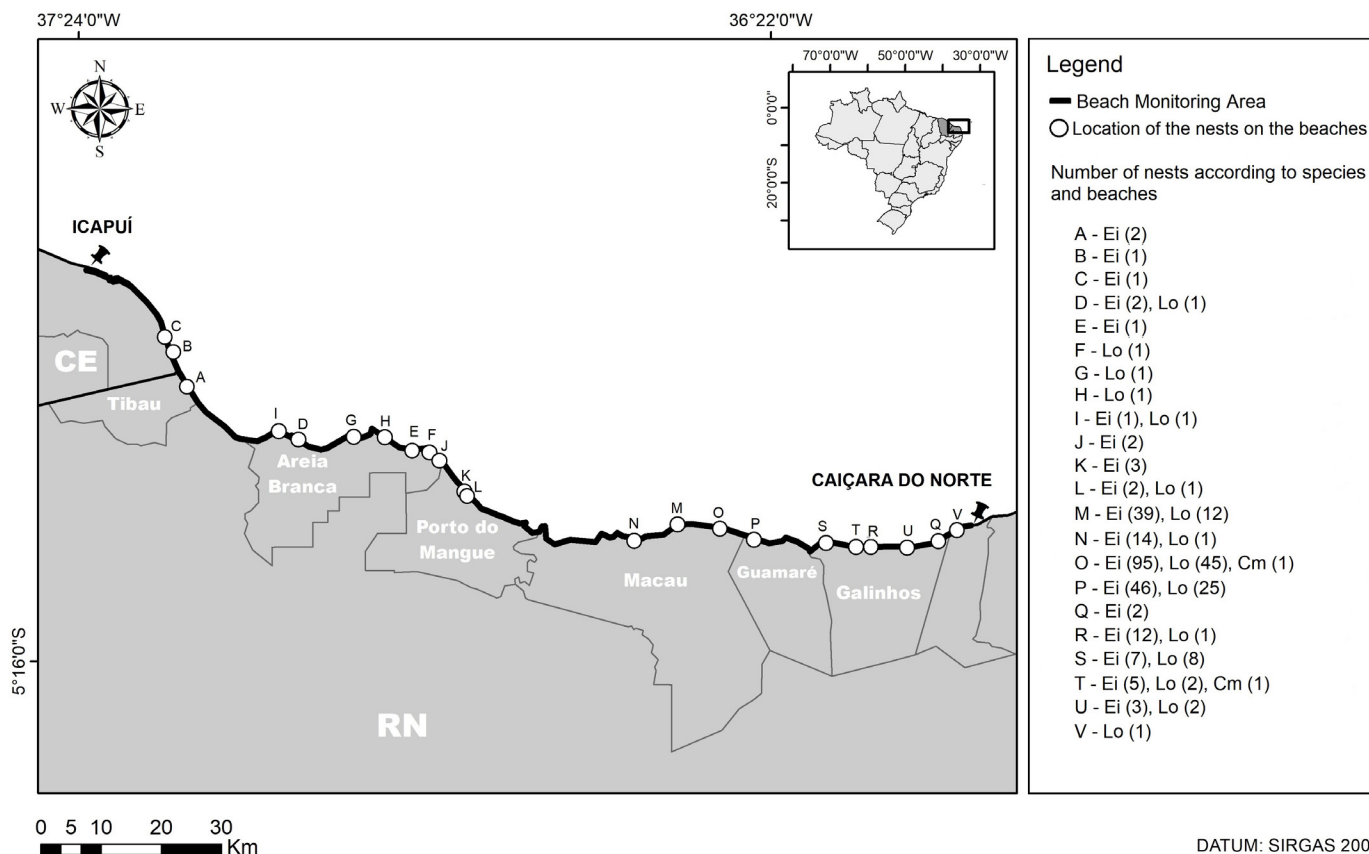 37°24'0"W
36°22'0"W
70°0'0"W
50°0'0"W
30°0'0"W
0°0'0"
20°0'0"S
N
W
E
S
ICAPUÍ
C
B
A
CE
Tibau
I
D
G
H
E
F
J
K
L
Areia
Branca
Porto do
Mangue
CAIÇARA DO NORTE
N
M
O
P
S
T
R
U
Q
V
Macau
Guamaré
Galinhos
5°16'0"S
RN
0 5 10 20 30
Km
Legend
Beach Monitoring Area
Location of the nests on the beaches
Number of nests according to species
and beaches
A - Ei (2)
B - Ei (1)
C - Ei (1)
D - Ei (2), Lo (1)
E - Ei (1)
F - Lo (1)
G - Lo (1)
H - Lo (1)
I - Ei (1), Lo (1)
J - Ei (2)
K - Ei (3)
L - Ei (2), Lo (1)
M - Ei (39), Lo (12)
N - Ei (14), Lo (1)
O - Ei (95), Lo (45), Cm (1)
P - Ei (46), Lo (25)
Q - Ei (2)
R - Ei (12), Lo (1)
S - Ei (7), Lo (8)
T - Ei (5), Lo (2), Cm (1)
U - Ei (3), Lo (2)
V - Lo (1)
DATUM: SIRGAS 200